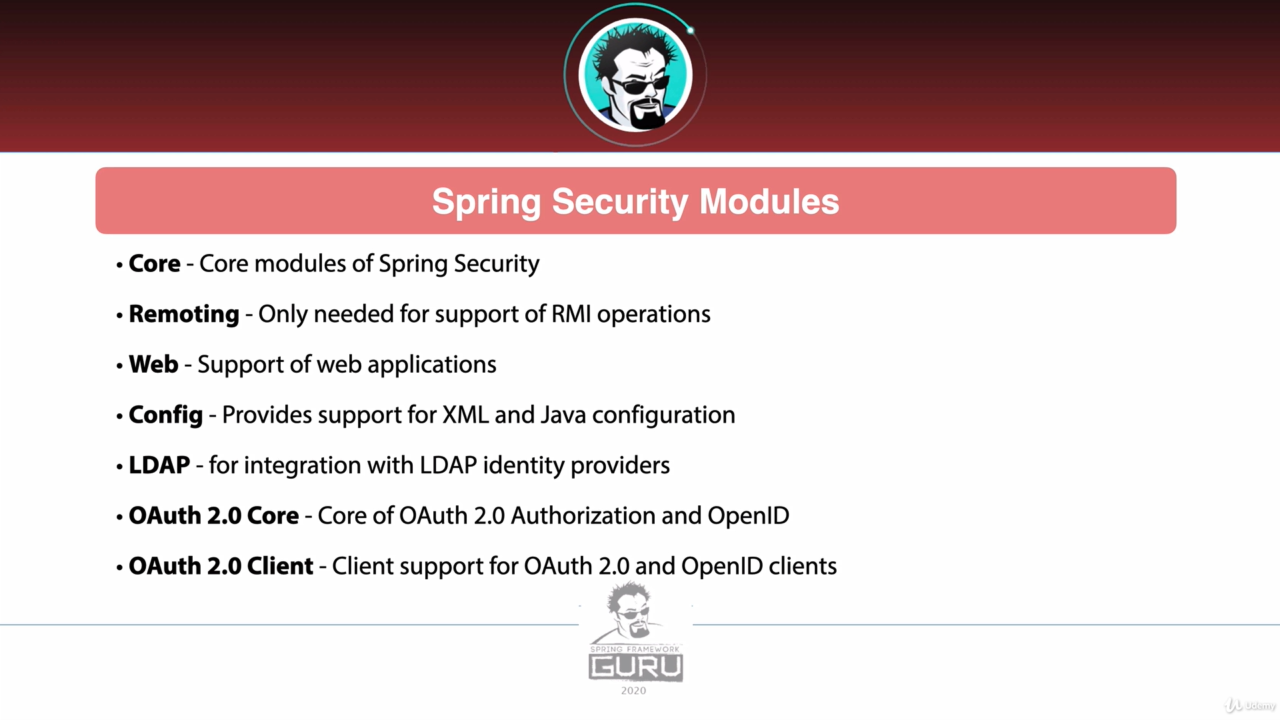 Spring Security Modules
• Core - Core modules of Spring Security
• Remoting - Only needed for support of RMI operations
• Web - Support of web applications
• Config - Provides support for XML and Java configuration
• LDAP - for integration with LDAP identity providers
• OAuth 2.0 Core - Core of OAuth 2.0 Authorization and OpenID
• OAuth 2.0 Client - Client support for OAuth 2.0 and OpenID clients
SPRING FRAMEWORK
GURU
2020
Udemy